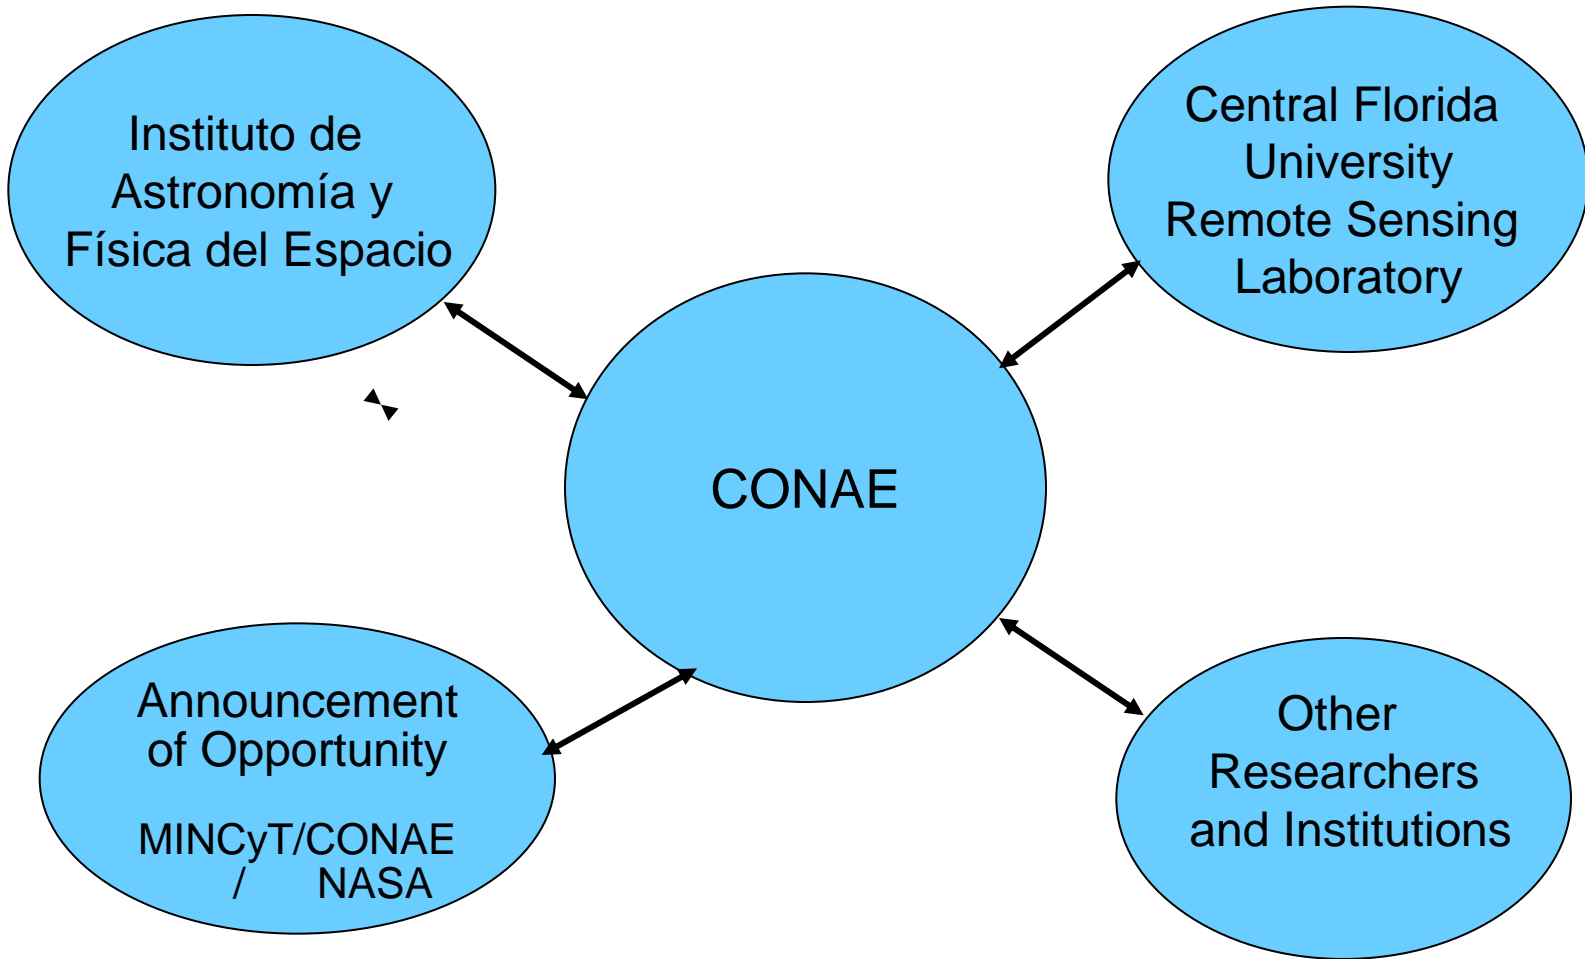 Instituto de
Astronomía y
Física del Espacio
Central Florida
University
Remote Sensing
Laboratory
CONAE
Announcement
of Opportunity
MINCyT/CONAE
/ NASA
Other
Researchers
and Institutions